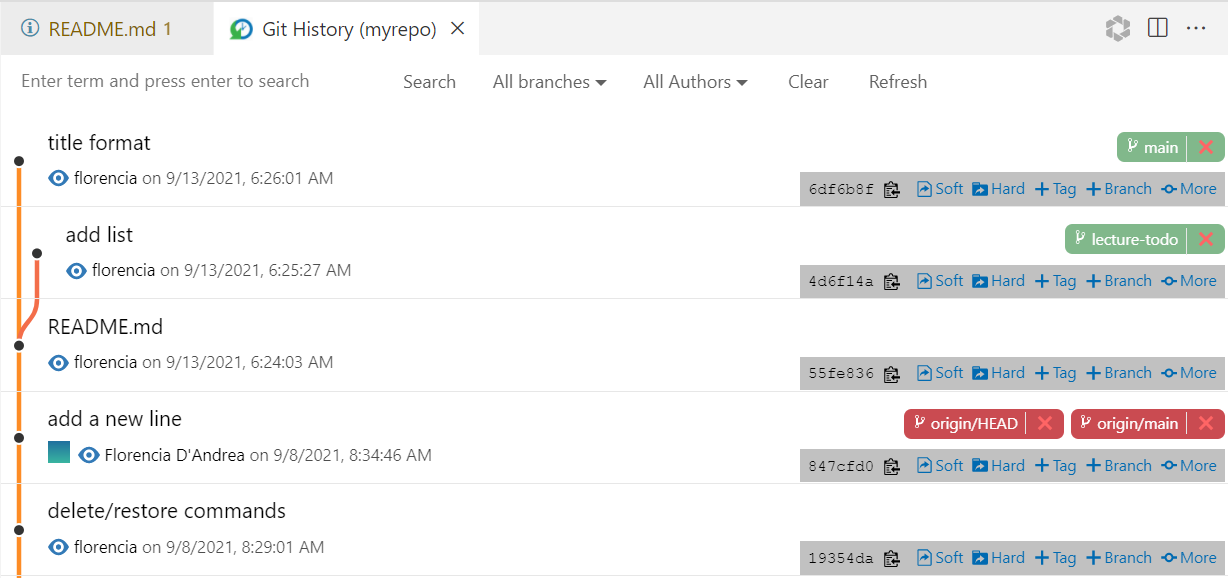 README.md 1 Git History (myrepo)
Enter term and press enter to search Search All branches All Authors Clear Refresh
title format
main
florencia on 9/13/2021, 6:26:01 AM
6df6b8f Soft Hard Tag Branch More
add list
lecture-todo
florencia on 9/13/2021, 6:25:27 AM
4d6f14a Soft Hard Tag Branch More
README.md
florencia on 9/13/2021, 6:24:03 AM
55fe836 Soft Hard Tag Branch More
add a new line
origin/HEAD origin/main
Florencia D'Andrea on 9/8/2021, 8:34:46 AM
847cfd0 Soft Hard Tag Branch More
delete/restore commands
florencia on 9/8/2021, 8:29:01 AM
19354da Soft Hard Tag Branch More